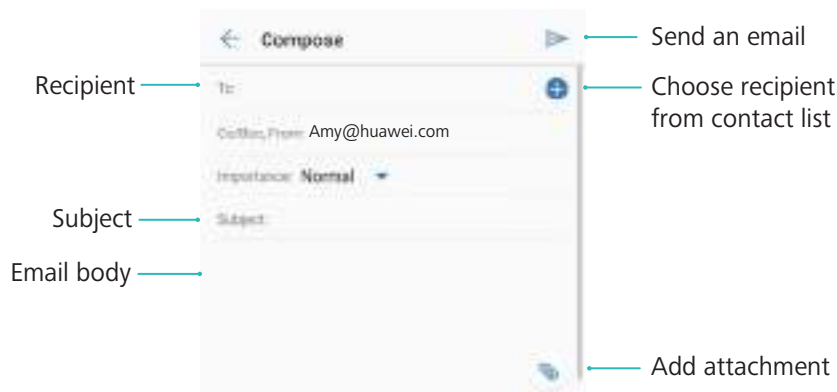 Compose
Send an email
Recipient
To:
Choose recipient
from contact list
Cc/Bcc, From: Amy@huawei.com
Importance: Normal
Subject
Subject:
Email body
Add attachment